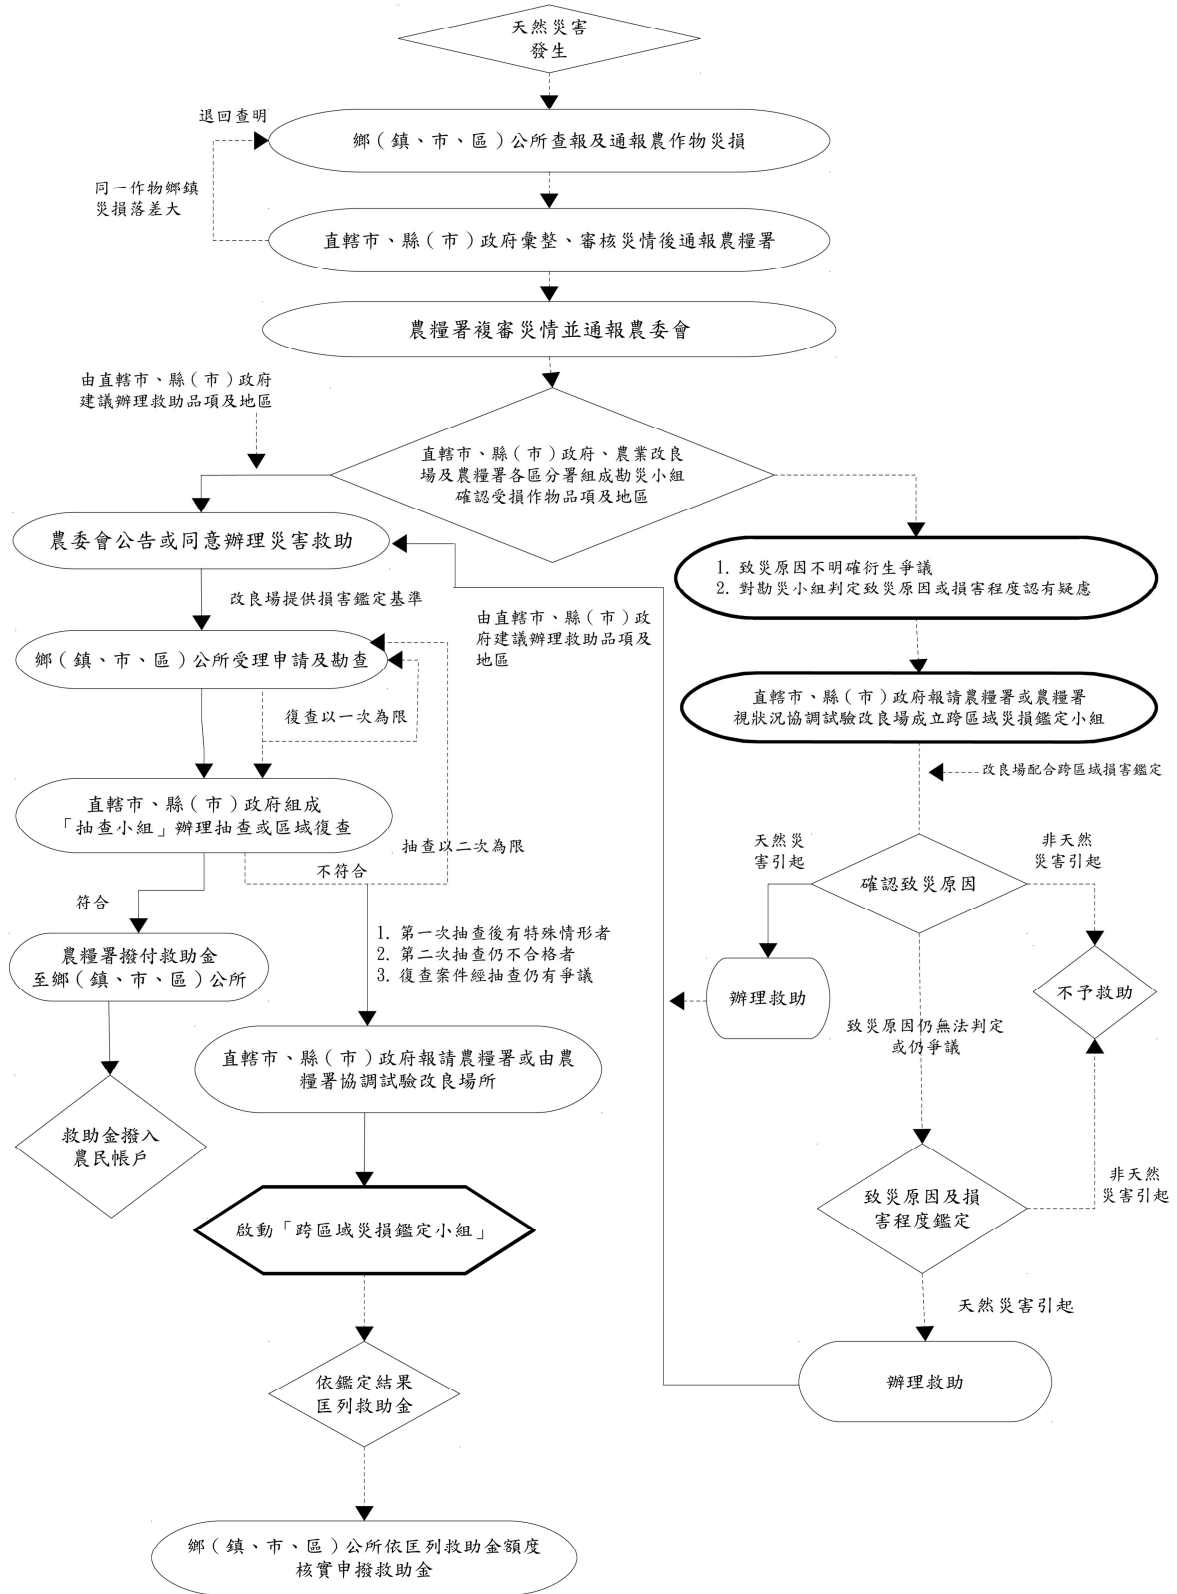 天然災害
發生
退回查明
鄉（鎮、市、區）公所查報及通報農作物災損
同一作物鄉鎮
災損落差大
直轄市、縣（市）政府彙整、審核災情後通報農糧署
農糧署複審災情並通報農委會
由直轄市、縣（市）政府
建議辦理救助品項及地區
直轄市、縣（市）政府、農業改良
場及農糧署各區分署組成勘災小組
確認受損作物品項及地區
農委會公告或同意辦理災害救助
1. 致災原因不明確衍生爭議
2. 對勘災小組判定致災原因或損害程度認有疑慮
改良場提供損害鑑定基準
由直轄市、縣（市）政
府建議辦理救助品項及
地區
鄉（鎮、市、區）公所受理申請及勘查
直轄市、縣（市）政府報請農糧署或農糧署
視狀況協調試驗改良場成立跨區域災損鑑定小組
復查以一次為限
改良場配合跨區域損害鑑定
直轄市、縣（市）政府組成
「抽查小組」辦理抽查或區域復查
抽查以二次為限
天然災
害引起
非天然
災害引起
不符合
確認致災原因
符合
1. 第一次抽查後有特殊情形者
2. 第二次抽查仍不合格者
3. 復查案件經抽查仍有爭議
農糧署撥付救助金
至鄉（鎮、市、區）公所
辦理救助
不予救助
致災原因仍無法判定
或仍爭議
直轄市、縣（市）政府報請農糧署或由農
糧署協調試驗改良場所
救助金撥入
農民帳戶
致災原因及損
害程度鑑定
非天然
災害引起
啟動「跨區域災損鑑定小組」
天然災害引起
依鑑定結果
匡列救助金
辦理救助
鄉（鎮、市、區）公所依匡列救助金額度
核實申撥救助金